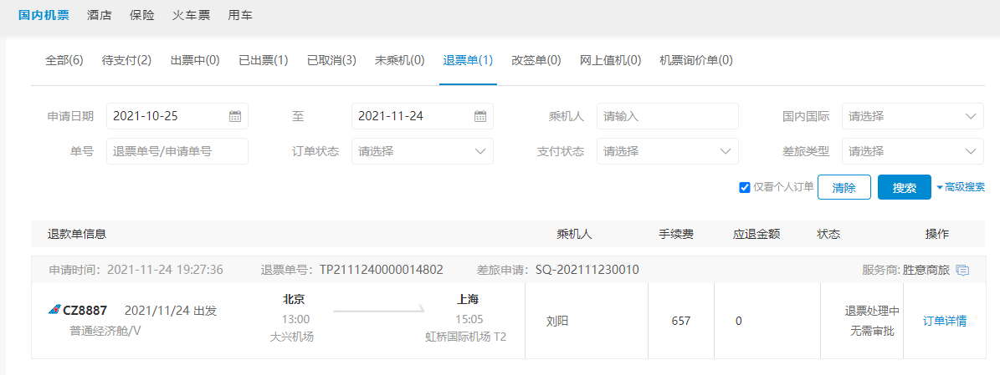 国内机票 酒店 保险 火车票 用车
全部(6) 待支付(2) 出票中(0) 已出票(1) 已取消(3) 未乘机(0) 退票单(1) 改签单(0) 网上值机(0) 机票询价单(0)
申请日期 2021-10-25 至 2021-11-24 乘机人 请输入 国内国际 请选择
单号 退票单号/申请单号 订单状态 请选择 支付状态 请选择 差旅类型 请选择
仅看个人订单 清除 搜索 高级搜索
退款单信息 乘机人 手续费 应退金额 状态 操作
申请时间：2021-11-24 19:27:36 退票单号：TP2111240000014802 差旅申请：SQ-202111230010 服务商：胜意商旅
CZ8887 2021/11/24 出发 北京 上海
普通经济舱/V 13:00 15:05 刘阳 657 0 退票处理中 订单详情
大兴机场 虹桥国际机场 T2 无需审批